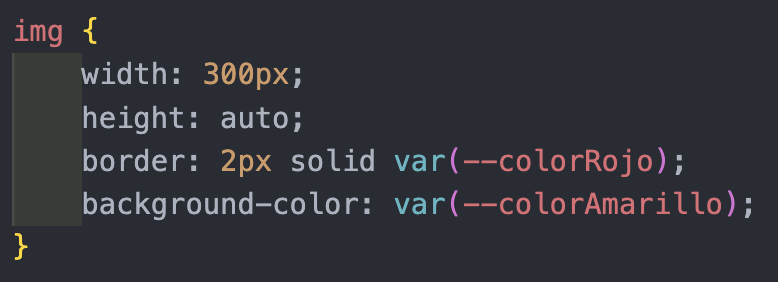 img {
    width: 300px;
    height: auto;
    border: 2px solid var(--colorRojo);
    background-color: var(--colorAmarillo);
}